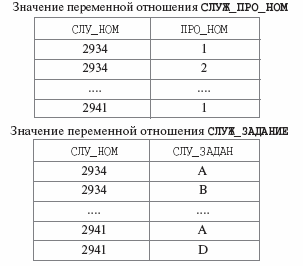 Значение переменной отношения СЛУЖ_ПРО_НОМ
СЛУ_НОМ ПРО_НОМ
2934 1
2934 2
.... ....
2941 1
Значение переменной отношения СЛУЖ_ЗАДАНИЕ
СЛУ_НОМ СЛУ_ЗАДАН
2934 A
2934 B
.... ....
2941 A
2941 D